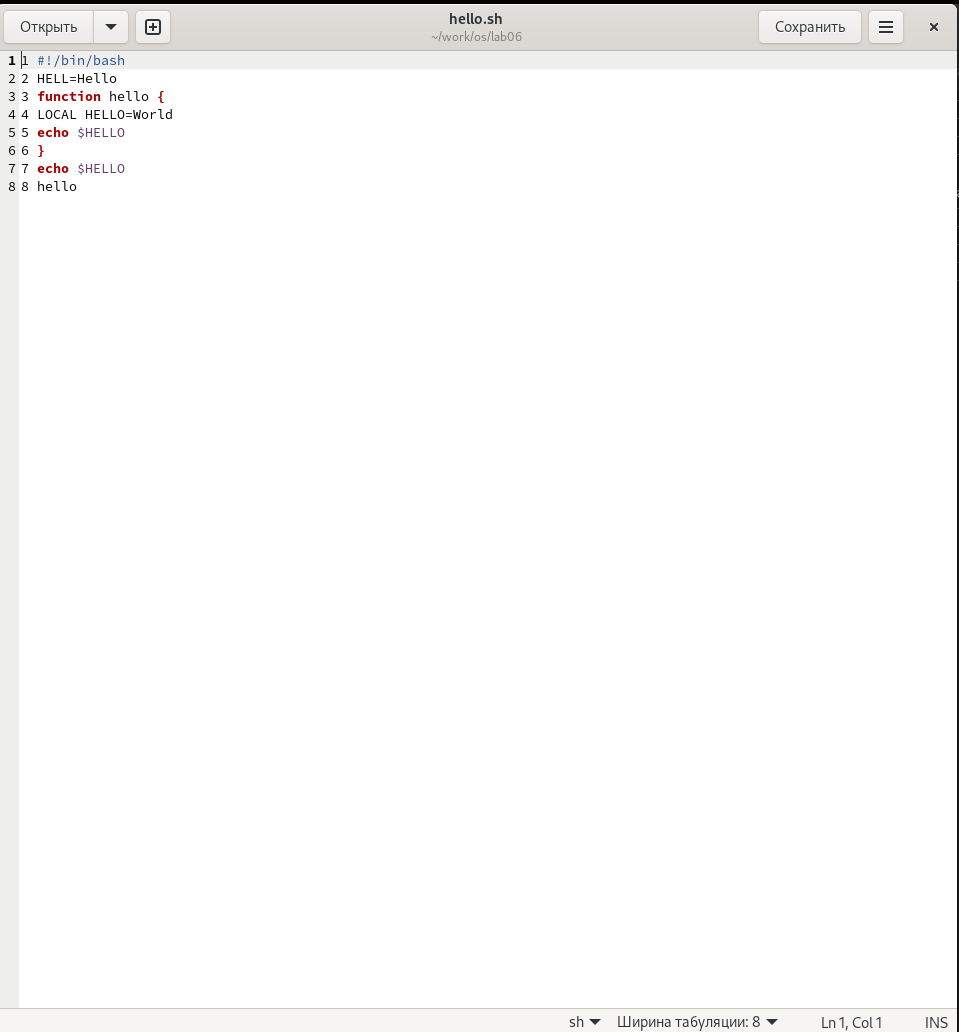 Открыть
hello.sh
~/work/os/lab06
Сохранить
1 1 #!/bin/bash
2 2 HELL=Hello
3 3 function hello {
4 4 LOCAL HELLO=World
5 5 echo $HELLO
6 6 }
7 7 echo $HELLO
8 8 hello
sh Ширина табуляции: 8 Ln 1, Col 1 INS